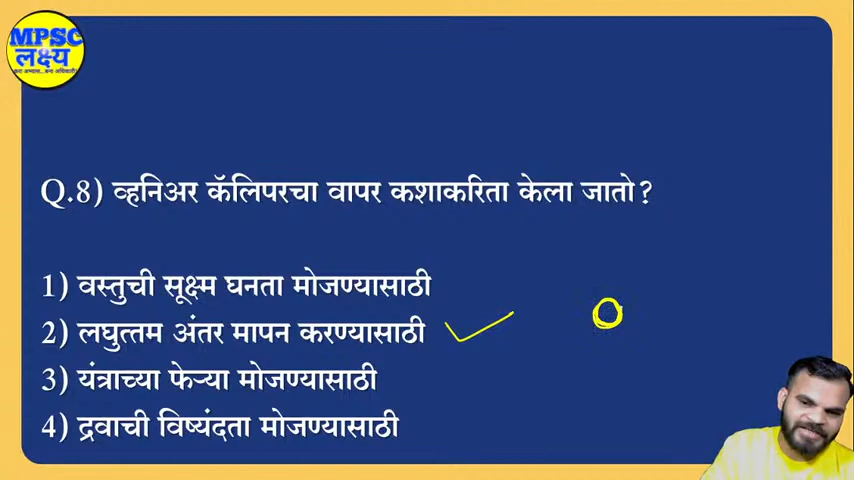 MPSC
लक्ष्य
Q.8) व्हनिअर कॅलिपरचा वापर कशाकरिता केला जातो?
1) वस्तुची सूक्ष्म घनता मोजण्यासाठी
2) लघुत्तम अंतर मापन करण्यासाठी
3) यंत्राच्या फेऱ्या मोजण्यासाठी
4) द्रवाची विष्यंदता मोजण्यासाठी